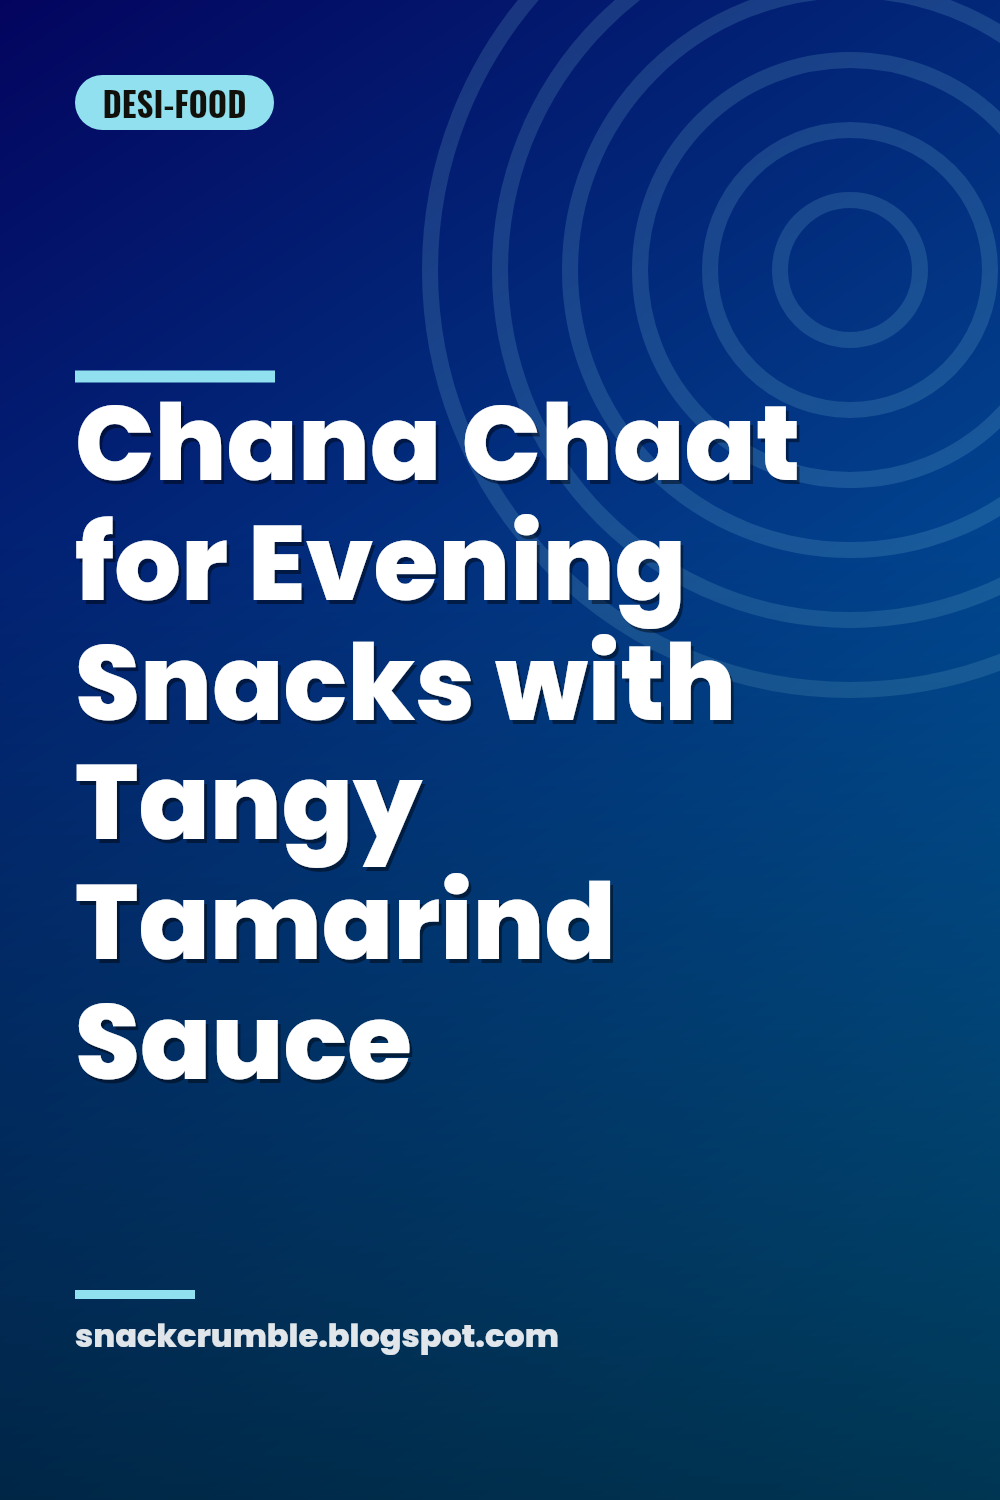 DESI-FOOD
Chana Chaat
for Evening
Snacks with
Tangy
Tamarind
Sauce
snackcrumble.blogspot.com